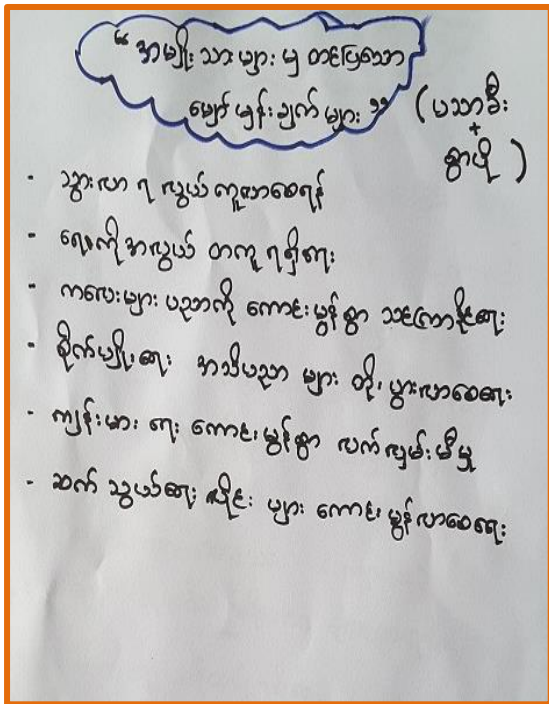 “ အမျိုးသားများ မှ တင်ပြသော
မျှော်မှန်းချက် များ ”
(ပသာခီး
+
စွာပို )
- သွားလာ ရ လွယ်ကူလာစေရန်
- ရေကို အလွယ် တကူ ရရှိရေး
- ကလေးများ ပညာကို ကောင်းမွန်စွာ သင်ကြားနိုင်ရေး
- စိုက်ပျိုးရေး အသိပညာ များ တိုးပွားလာစေရေး
- ကျန်းမာ ရေး ကောင်းမွန်စွာ လက်လှမ်းမီမှု
- ဆက်သွယ်ရေး လိုင်း များ ကောင်းမွန်လာစေရေး